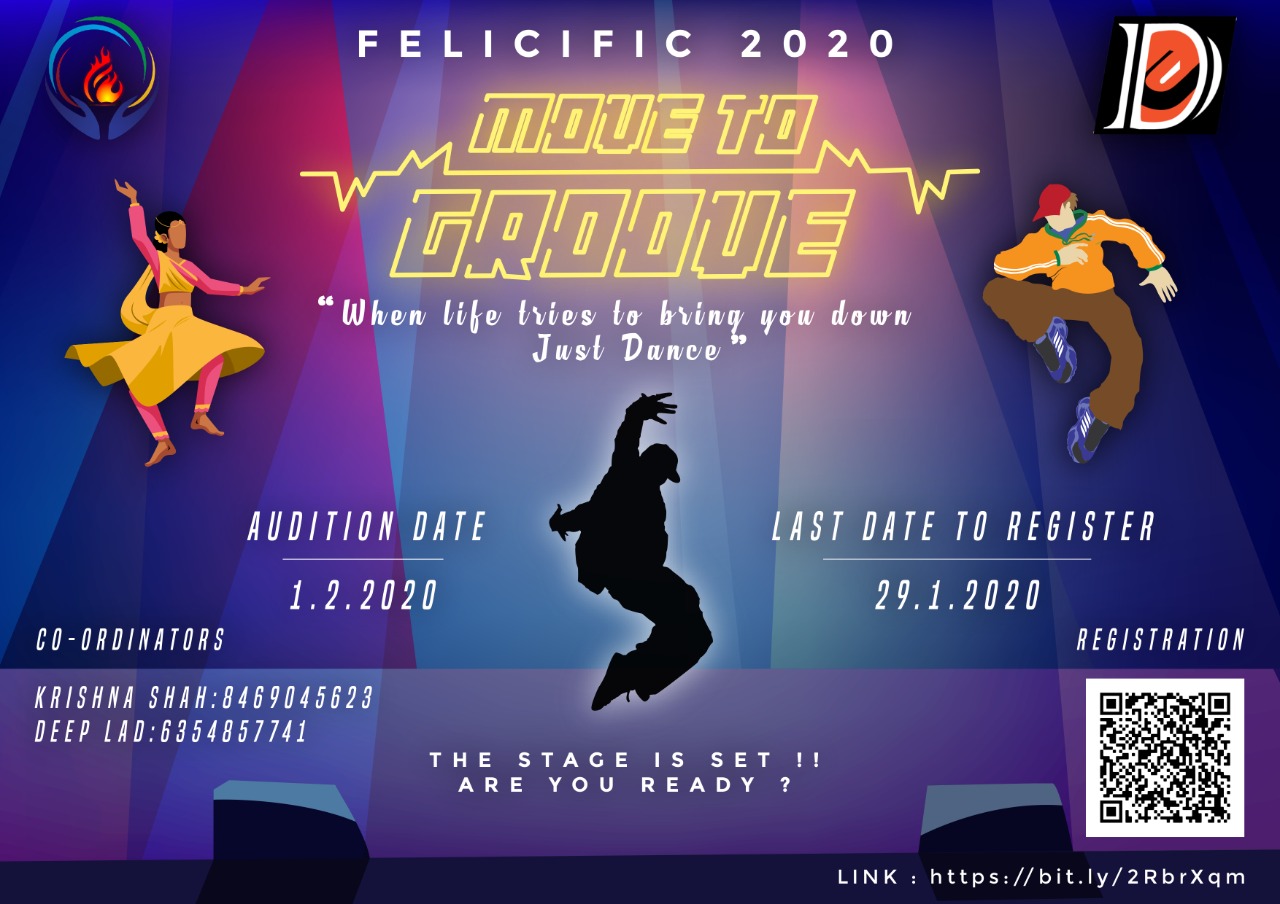 FELICIFIC 2020
MOVE TO
GROOVE
“When life tries to bring you down
Just Dance”
AUDITION DATE
1.2.2020
LAST DATE TO REGISTER
29.1.2020
CO-ORDINATORS
KRISHNA SHAH:8469045623
DEEP LAD:6354857741
REGISTRATION
THE STAGE IS SET !!
ARE YOU READY ?
LINK : https://bit.ly/2RbrXqm